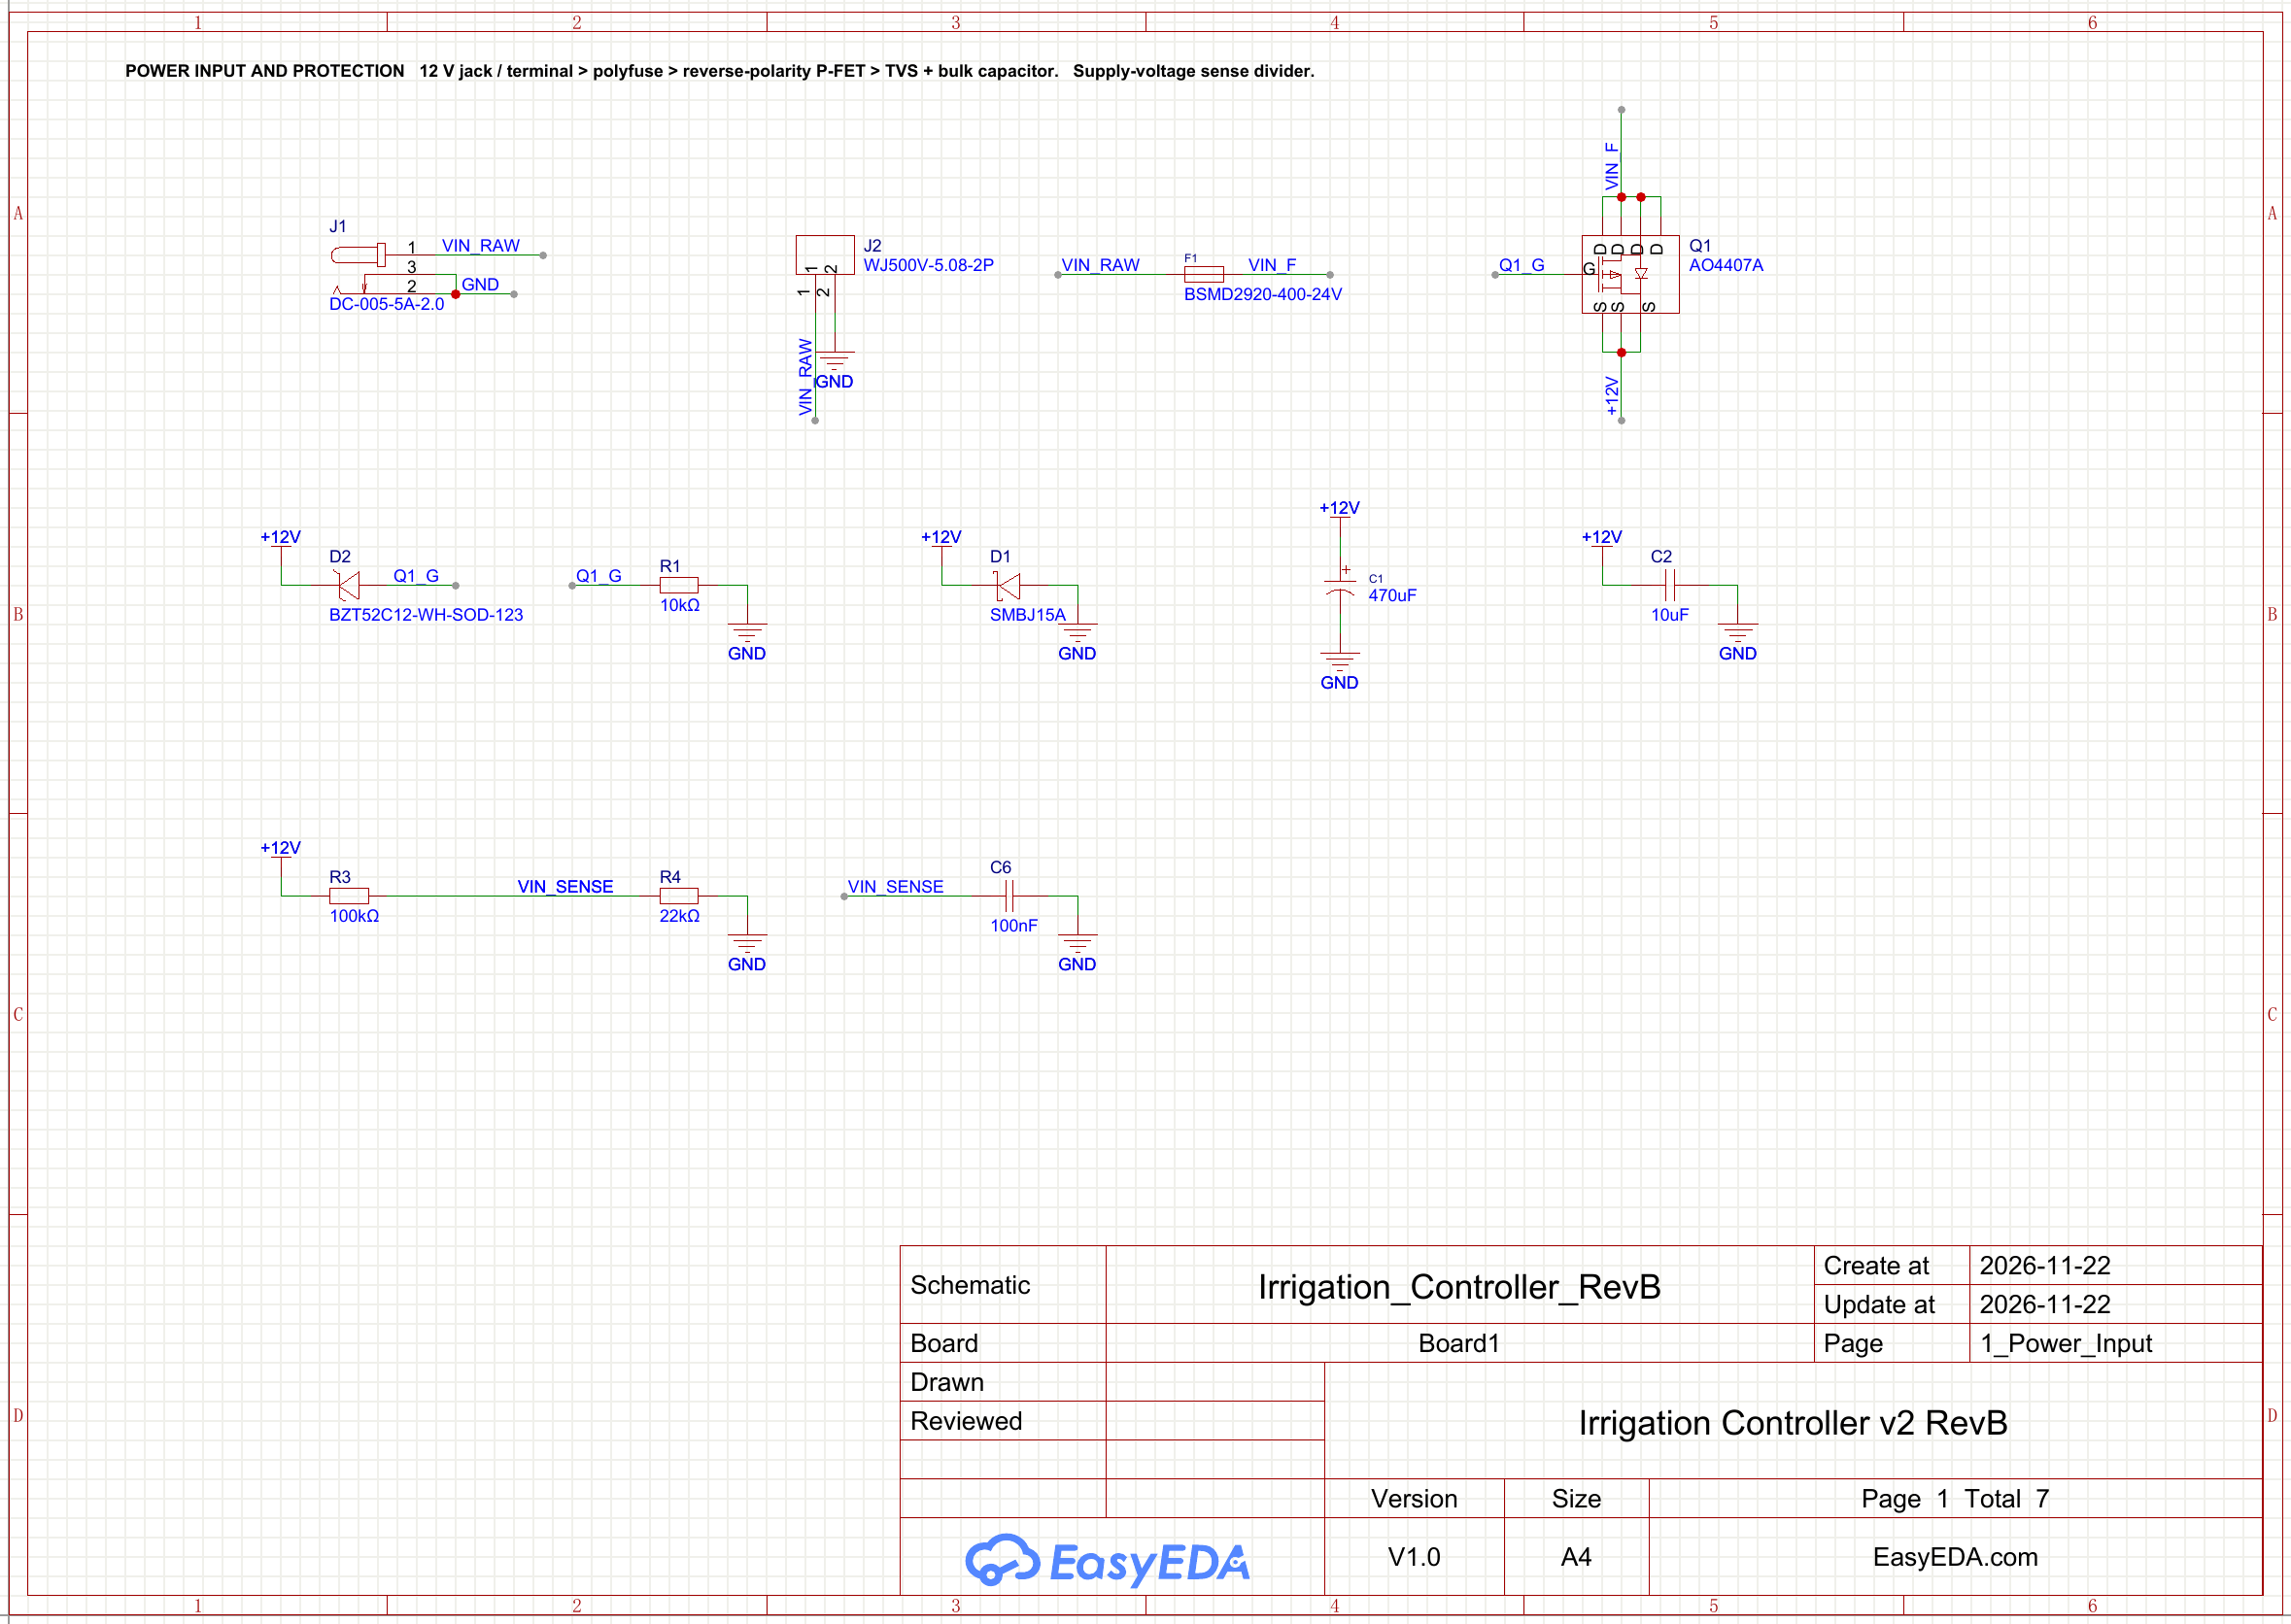 1 2 3 4 5 6
POWER INPUT AND PROTECTION 12 V jack / terminal > polyfuse > reverse-polarity P-FET > TVS + bulk capacitor. Supply-voltage sense divider.
A A
J1
1 VIN_RAW
3
2 GND
DC-005-5A-2.0
J2
WJ500V-5.08-2P
1 2
1 2
VIN_RAW
GND
VIN_RAW F1 VIN_F
BSMD2920-400-24V
VIN_F
Q1_G
G
D D D D
S S S
Q1
AO4407A
+12V
B B
+12V
D2
Q1_G
BZT52C12-WH-SOD-123
Q1_G
R1
10kΩ
GND
+12V
D1
SMBJ15A
GND
+12V
+
C1
470uF
GND
+12V
C2
10uF
GND
+12V
R3
100kΩ
VIN_SENSE
R4
22kΩ
GND
VIN_SENSE
C6
100nF
GND
C C
D D
Schematic Irrigation_Controller_RevB Create at 2026-11-22
Update at 2026-11-22
Board Board1 Page 1_Power_Input
Drawn
Reviewed
Irrigation Controller v2 RevB
Version Size Page 1 Total 7
EasyEDA V1.0 A4 EasyEDA.com
1 2 3 4 5 6